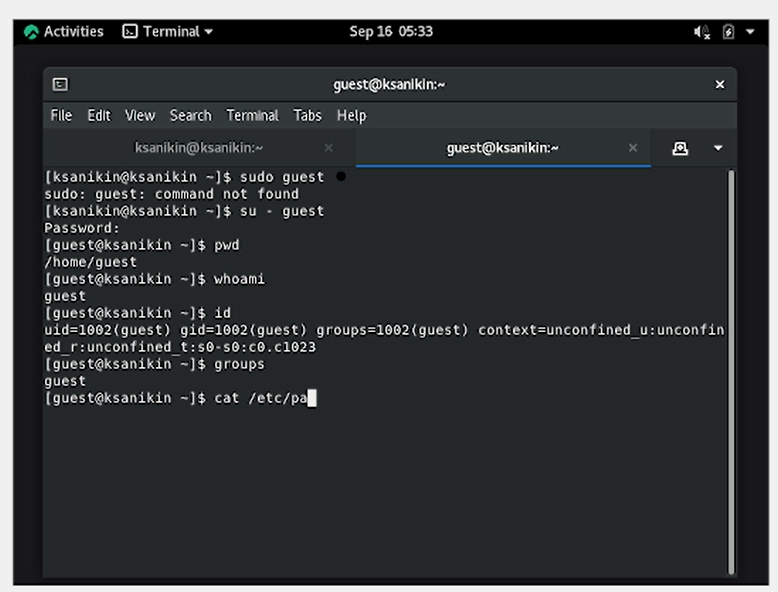 Activities Terminal Sep 16 05:33
guest@ksanikin:~
File Edit View Search Terminal Tabs Help
ksanikin@ksanikin:~ guest@ksanikin:~
[ksanikin@ksanikin ~]$ sudo guest
sudo: guest: command not found
[ksanikin@ksanikin ~]$ su - guest
Password:
[guest@ksanikin ~]$ pwd
/home/guest
[guest@ksanikin ~]$ whoami
guest
[guest@ksanikin ~]$ id
uid=1002(guest) gid=1002(guest) groups=1002(guest) context=unconfined_u:unconfin
ed_r:unconfined_t:s0-s0:c0.c1023
[guest@ksanikin ~]$ groups
guest
[guest@ksanikin ~]$ cat /etc/pa